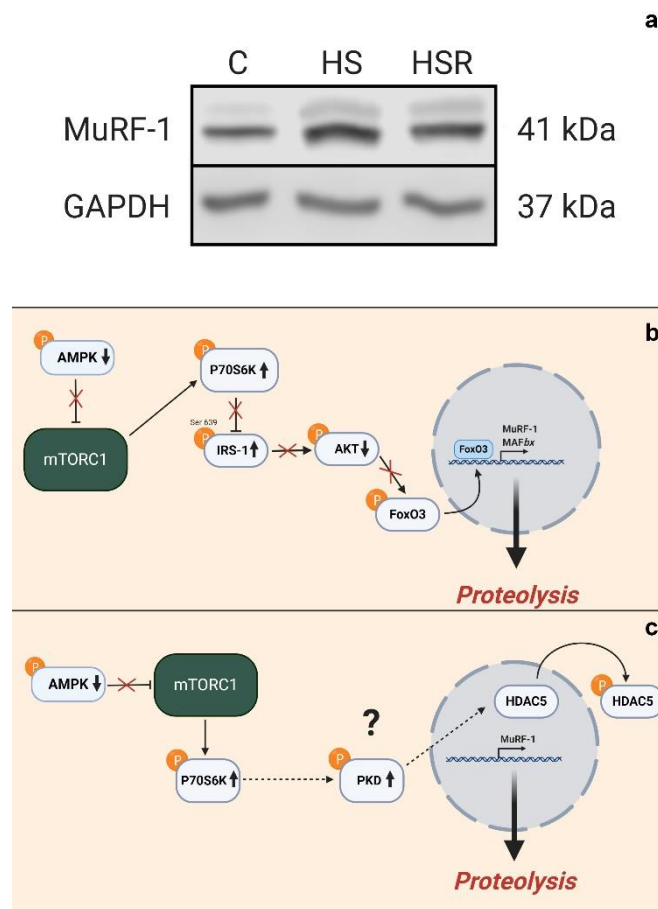 a
C HS HSR
MuRF-1 41 kDa
GAPDH 37 kDa
b
P
AMPK
mTORC1
P
P70S6K
Ser 639
P
IRS-1
P
AKT
P
FoxO3
MuRF-1
MAFbx
FoxO3
Proteolysis
c
P
AMPK
mTORC1
P
P70S6K
?
P
PKD
HDAC5
P
HDAC5
MuRF-1
Proteolysis